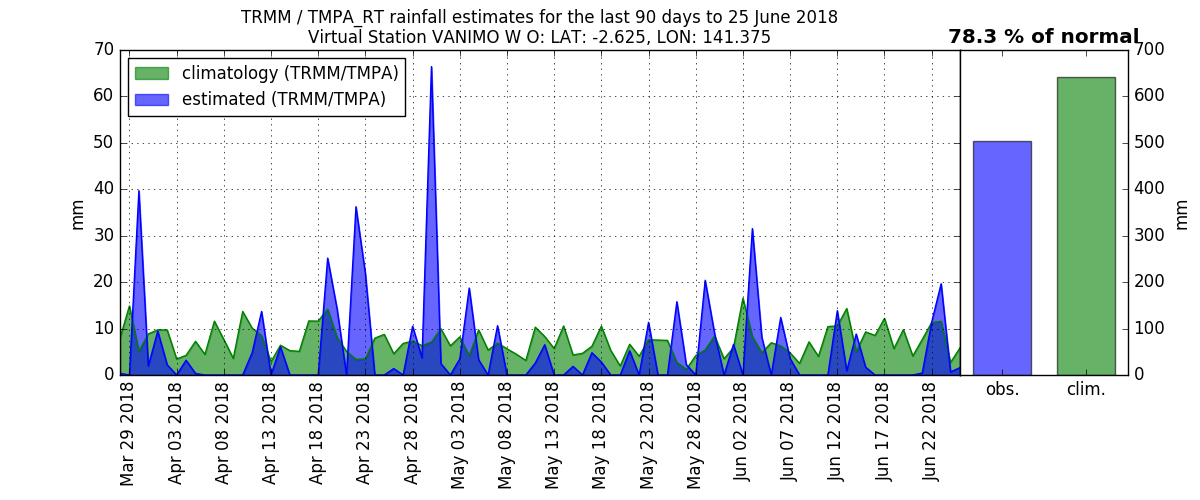 TRMM / TMPA_RT rainfall estimates for the last 90 days to 25 June 2018
Virtual Station VANIMO W O: LAT: -2.625, LON: 141.375
78.3 % of normal
climatology (TRMM/TMPA)
estimated (TRMM/TMPA)
70
60
50
40
30
20
10
0
mm
Mar 29 2018
Apr 03 2018
Apr 08 2018
Apr 13 2018
Apr 18 2018
Apr 23 2018
Apr 28 2018
May 03 2018
May 08 2018
May 13 2018
May 18 2018
May 23 2018
May 28 2018
Jun 02 2018
Jun 07 2018
Jun 12 2018
Jun 17 2018
Jun 22 2018
obs.
clim.
700
600
500
400
300
200
100
0
mm